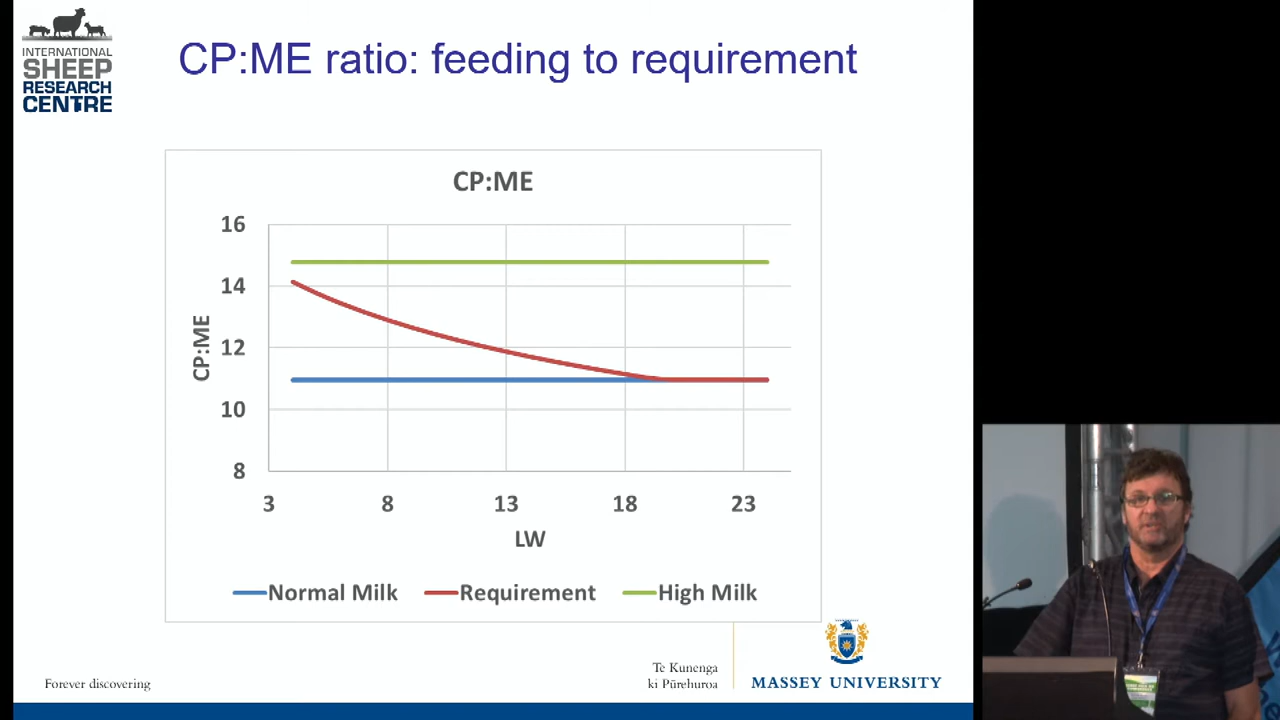 INTERNATIONAL
SHEEP
RESEARCH
CENTRE
CP:ME ratio: feeding to requirement
CP:ME
16
14
12
10
8
CP:ME
3 8 13 18 23
LW
Normal Milk Requirement High Milk
Forever discovering
Te Kunenga
ki Pūrehuroa
MASSEY UNIVERSITY